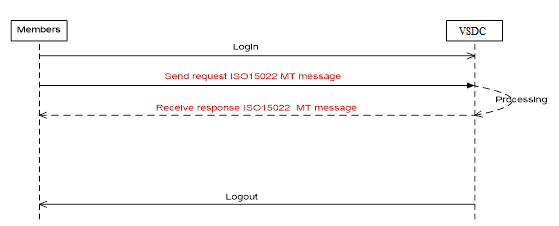 Members
VSDC
Login
Send request ISO15022 MT message
Processing
Receive response ISO15022 MT message
Logout